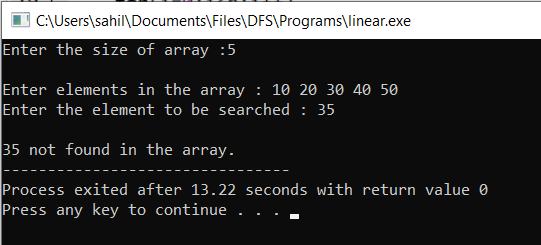 C:\Users\sahil\Documents\Files\DFS\Programs\linear.exe
Enter the size of array :5
Enter elements in the array : 10 20 30 40 50
Enter the element to be searched : 35
35 not found in the array.
--------------------------------
Process exited after 13.22 seconds with return value 0
Press any key to continue . . .